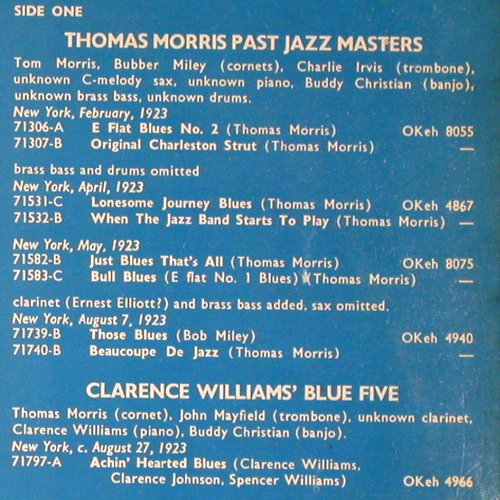 SIDE ONE
THOMAS MORRIS PAST JAZZ MASTERS
Tom Morris, Bubber Miley (cornets), Charlie Irvis (trombone),
unknown C-melody sax, unknown piano, Buddy Christian (banjo),
unknown brass bass, unknown drums.
New York, February, 1923
71306-A E Flat Blues No. 2 (Thomas Morris) OKeh 8055
71307-B Original Charleston Strut (Thomas Morris) —
brass bass and drums omitted
New York, April, 1923
71531-C Lonesome Journey Blues (Thomas Morris) OKeh 4867
71532-B When The Jazz Band Starts To Play (Thomas Morris) —
New York, May, 1923
71582-B Just Blues That's All (Thomas Morris) OKeh 8075
71583-C Bull Blues (E flat No. 1 Blues) (Thomas Morris) —
clarinet (Ernest Elliott?) and brass bass added, sax omitted.
New York, August 7, 1923
71739-B Those Blues (Bob Miley) OKeh 4940
71740-B Beaucoupe De Jazz (Thomas Morris) —
CLARENCE WILLIAMS' BLUE FIVE
Thomas Morris (cornet), John Mayfield (trombone), unknown clarinet,
Clarence Williams (piano), Buddy Christian (banjo).
New York, c. August 27, 1923
71797-A Achin' Hearted Blues (Clarence Williams,
Clarence Johnson, Spencer Williams) OKeh 4966